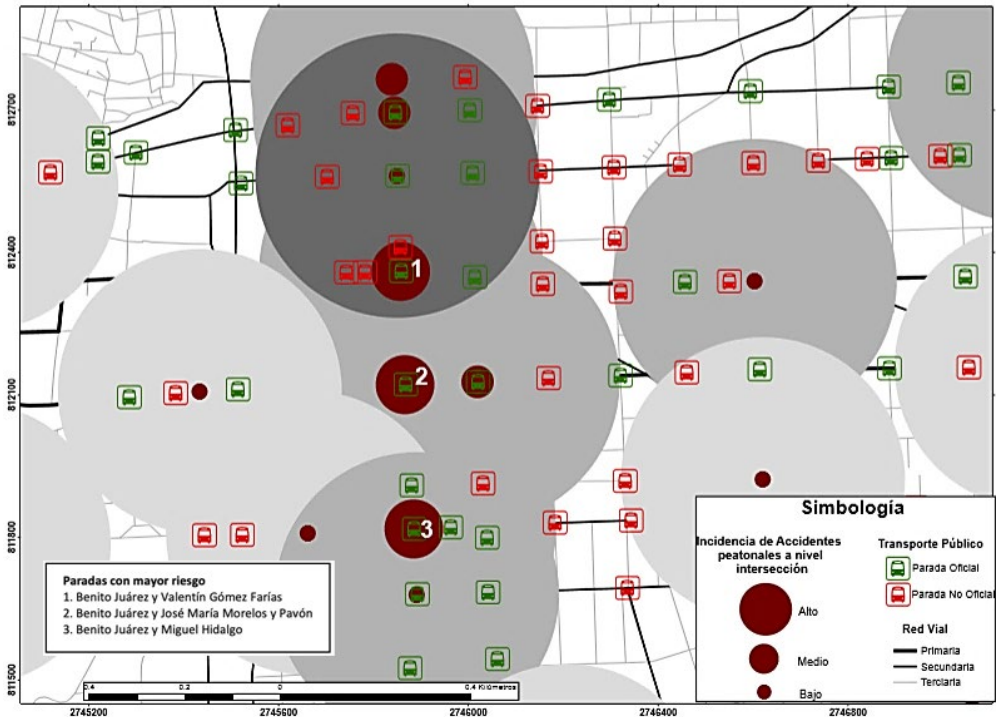 812700
812400
812100
811800
811500
1
2
3
Paradas con mayor riesgo
1. Benito Juárez y Valentín Gómez Farías
2. Benito Juárez y José María Morelos y Pavón
3. Benito Juárez y Miguel Hidalgo
0.4 0.2 0 0.4 Kilómetros
Simbología
Incidencia de Accidentes
peatonales a nivel
intersección
Alto
Medio
Bajo
Transporte Público
Parada Oficial
Parada No Oficial
Red Vial
Primaria
Secundaria
Terciaria
2745200 2745600 2746000 2746400 2746800